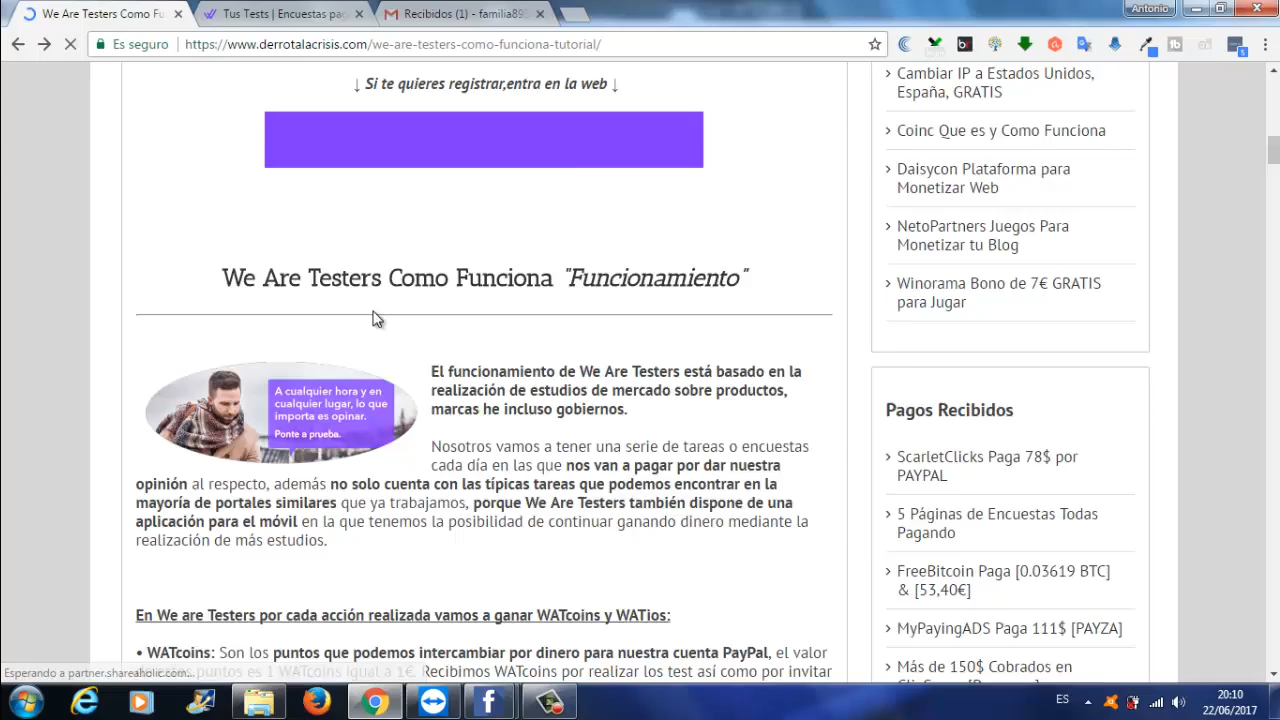 We Are Testers Como Fu
Tus Tests | Encuestas pag
Recibidos (1) - familia89
Antonio
Es seguro
https://www.derrotalacrisis.com/we-are-testers-como-funciona-tutorial/
↓ Si te quieres registrar,entra en la web ↓
We Are Testers Como Funciona "Funcionamiento"
A cualquier hora y en
cualquier lugar, lo que
importa es opinar.
Ponte a prueba.
El funcionamiento de We Are Testers está basado en la
realización de estudios de mercado sobre productos,
marcas he incluso gobiernos.
Nosotros vamos a tener una serie de tareas o encuestas
cada día en las que nos van a pagar por dar nuestra
opinión al respecto, además no solo cuenta con las típicas tareas que podemos encontrar en la
mayoría de portales similares que ya trabajamos, porque We Are Testers también dispone de una
aplicación para el móvil en la que tenemos la posibilidad de continuar ganando dinero mediante la
realización de más estudios.
En We are Testers por cada acción realizada vamos a ganar WATcoins y WATios:
• WATcoins: Son los puntos que podemos intercambiar por dinero para nuestra cuenta PayPal, el valor
puntos es 1 WATcoins igual a 1€. Recibimos WATcoins por realizar los test así como por invitar
Esperando a partner.shareaholic.com...
Cambiar IP a Estados Unidos,
España, GRATIS
Coinc Que es y Como Funciona
Daisycon Plataforma para
Monetizar Web
NetoPartners Juegos Para
Monetizar tu Blog
Winorama Bono de 7€ GRATIS
para Jugar
Pagos Recibidos
ScarletClicks Paga 78$ por
PAYPAL
5 Páginas de Encuestas Todas
Pagando
FreeBitcoin Paga [0.03619 BTC]
& [53,40€]
MyPayingADS Paga 111$ [PAYZA]
Más de 150$ Cobrados en
ES
20:10
22/06/2017